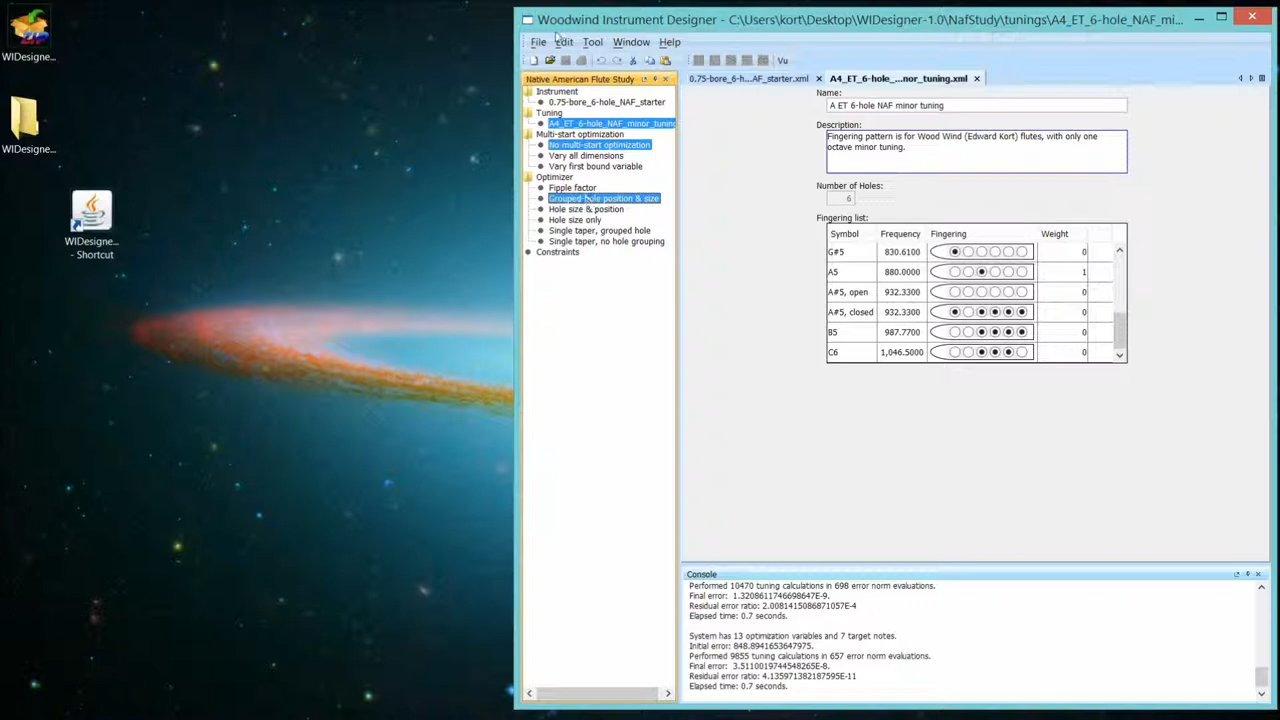 Woodwind Instrument Designer - C:\Users\kort\Desktop\WIDesigner-1.0\NafStudy\tunings\A4_ET_6-hole_NAF_mi...
File Edit Tool Window Help
Vu
WIDesigne...
WIDesigne...
WIDesigne... - Shortcut
Native American Flute Study
Instrument
0.75-bore_6-hole_NAF_starter
Tuning
A4_ET_6-hole_NAF_minor_tuning
Multi-start optimization
No multi-start optimization
Vary all dimensions
Vary first bound variable
Optimizer
Fipple factor
Grouped-hole position & size
Hole size & position
Hole size only
Single taper, grouped hole
Single taper, no hole grouping
Constraints
0.75-bore_6-h...AF_starter.xml A4_ET_6-hole_...nor_tuning.xml
Name:
A ET 6-hole NAF minor tuning
Description:
Fingering pattern is for Wood Wind (Edward Kort) flutes, with only one
octave minor tuning.
Number of Holes:
6
Fingering list:
Symbol Frequency Fingering Weight
G#5 830.6100 0
A5 880.0000 1
A#5, open 932.3300 0
A#5, closed 932.3300 0
B5 987.7700 0
C6 1,046.5000 0
Console
Performed 10470 tuning calculations in 698 error norm evaluations.
Final error: 1.3208611746698647E-9.
Residual error ratio: 2.0081415086871057E-4
Elapsed time: 0.7 seconds.
System has 13 optimization variables and 7 target notes.
Initial error: 848.8941653647975.
Performed 9855 tuning calculations in 657 error norm evaluations.
Final error: 3.5110019744548265E-8.
Residual error ratio: 4.135971382187595E-11
Elapsed time: 0.7 seconds.